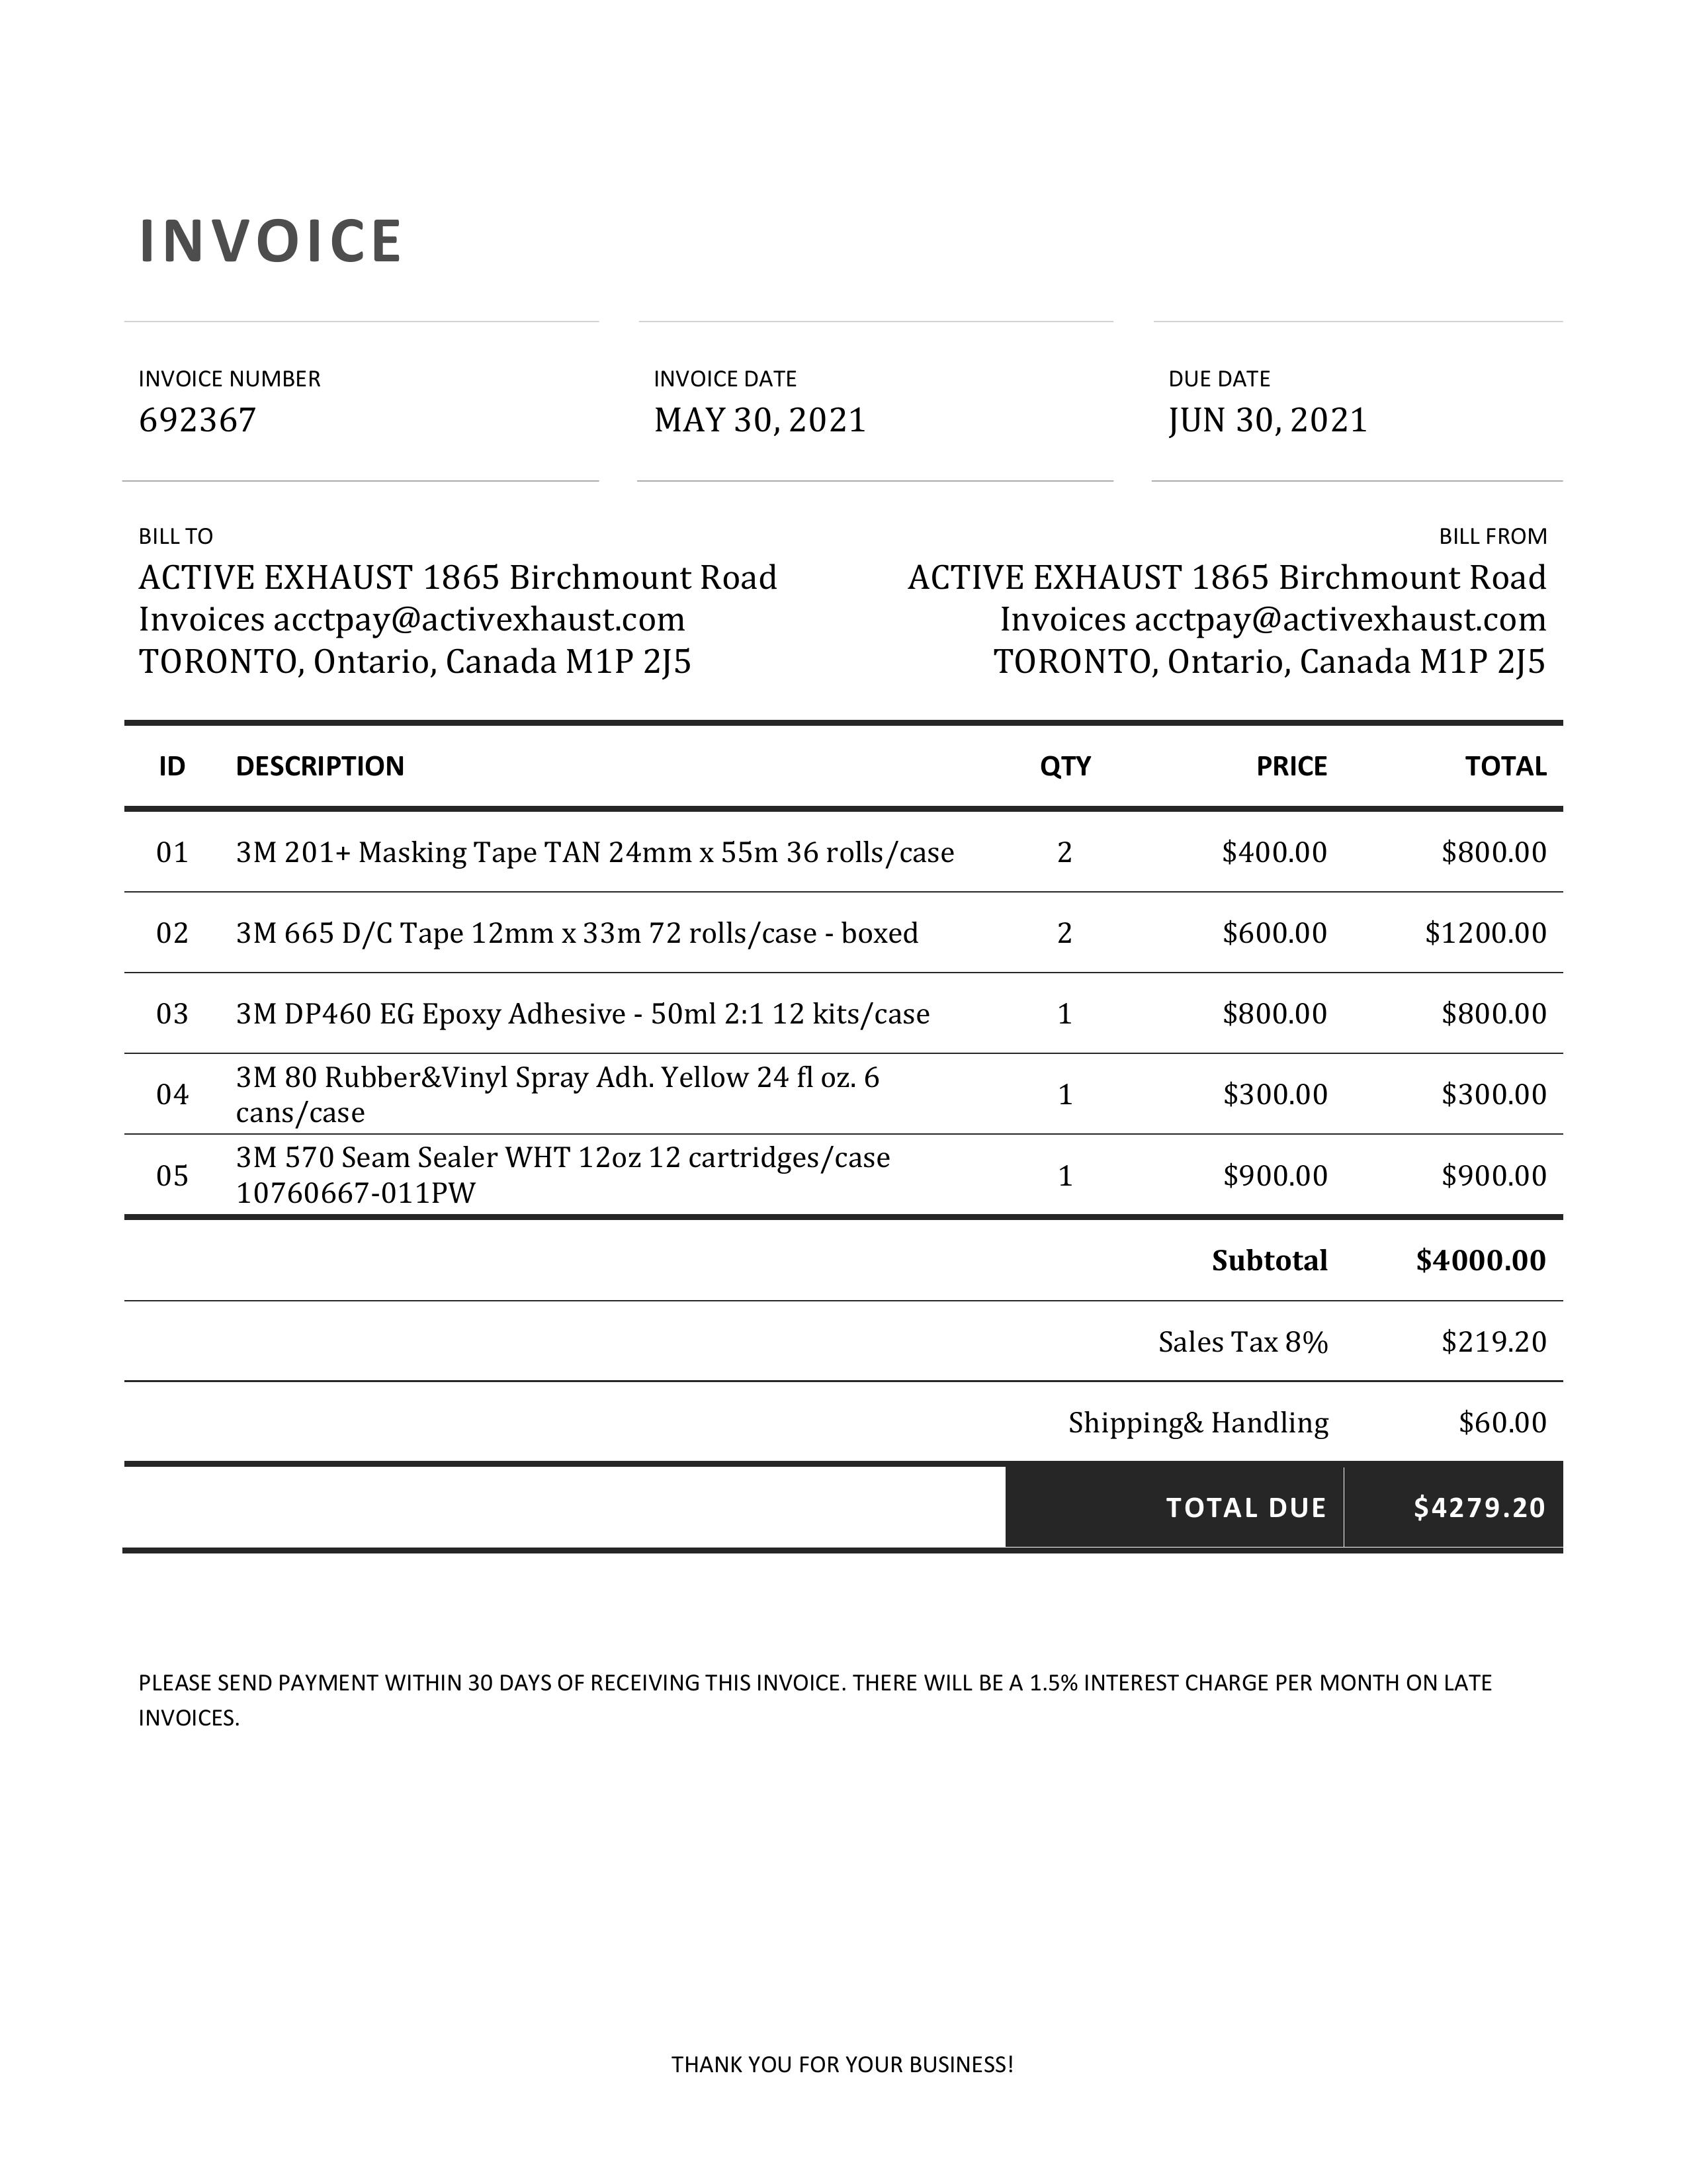 INVOICE
INVOICE NUMBER
692367
INVOICE DATE
MAY 30, 2021
DUE DATE
JUN 30, 2021
BILL TO
ACTIVE EXHAUST 1865 Birchmount Road
Invoices acctpay@activexhaust.com
TORONTO, Ontario, Canada M1P 2J5
BILL FROM
ACTIVE EXHAUST 1865 Birchmount Road
Invoices acctpay@activexhaust.com
TORONTO, Ontario, Canada M1P 2J5
ID DESCRIPTION QTY PRICE TOTAL
01 3M 201+ Masking Tape TAN 24mm x 55m 36 rolls/case 2 $400.00 $800.00
02 3M 665 D/C Tape 12mm x 33m 72 rolls/case - boxed 2 $600.00 $1200.00
03 3M DP460 EG Epoxy Adhesive - 50ml 2:1 12 kits/case 1 $800.00 $800.00
04 3M 80 Rubber&Vinyl Spray Adh. Yellow 24 fl oz. 6
cans/case 1 $300.00 $300.00
05 3M 570 Seam Sealer WHT 12oz 12 cartridges/case
10760667-011PW 1 $900.00 $900.00
Subtotal $4000.00
Sales Tax 8% $219.20
Shipping& Handling $60.00
TOTAL DUE $4279.20
PLEASE SEND PAYMENT WITHIN 30 DAYS OF RECEIVING THIS INVOICE. THERE WILL BE A 1.5% INTEREST CHARGE PER MONTH ON LATE
INVOICES.
THANK YOU FOR YOUR BUSINESS!